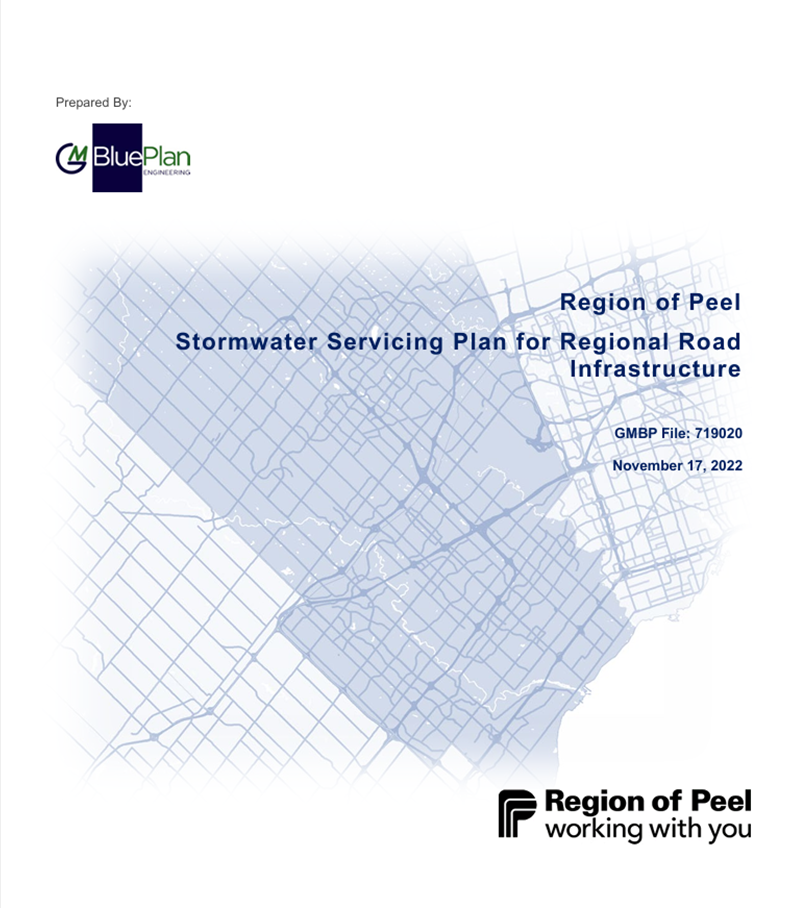 Prepared By:
GM BluePlan
ENGINEERING
Region of Peel
Stormwater Servicing Plan for Regional Road
Infrastructure
GMBP File: 719020
November 17, 2022
Region of Peel
working with you